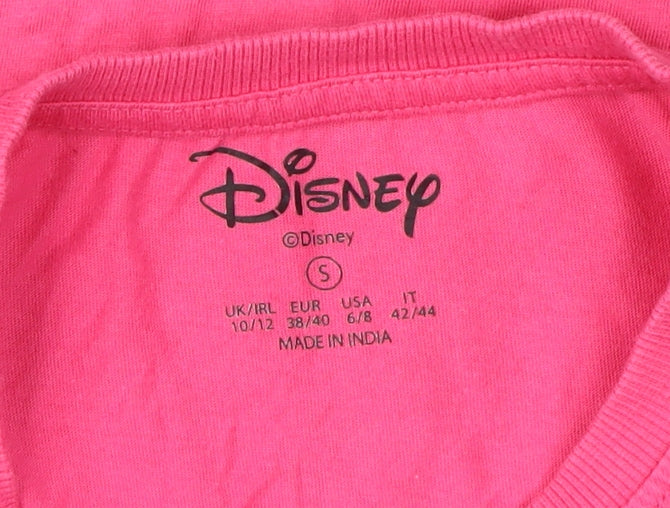 Disney
©Disney
S
UK/IRL EUR USA IT
10/12 38/40 6/8 42/44
MADE IN INDIA